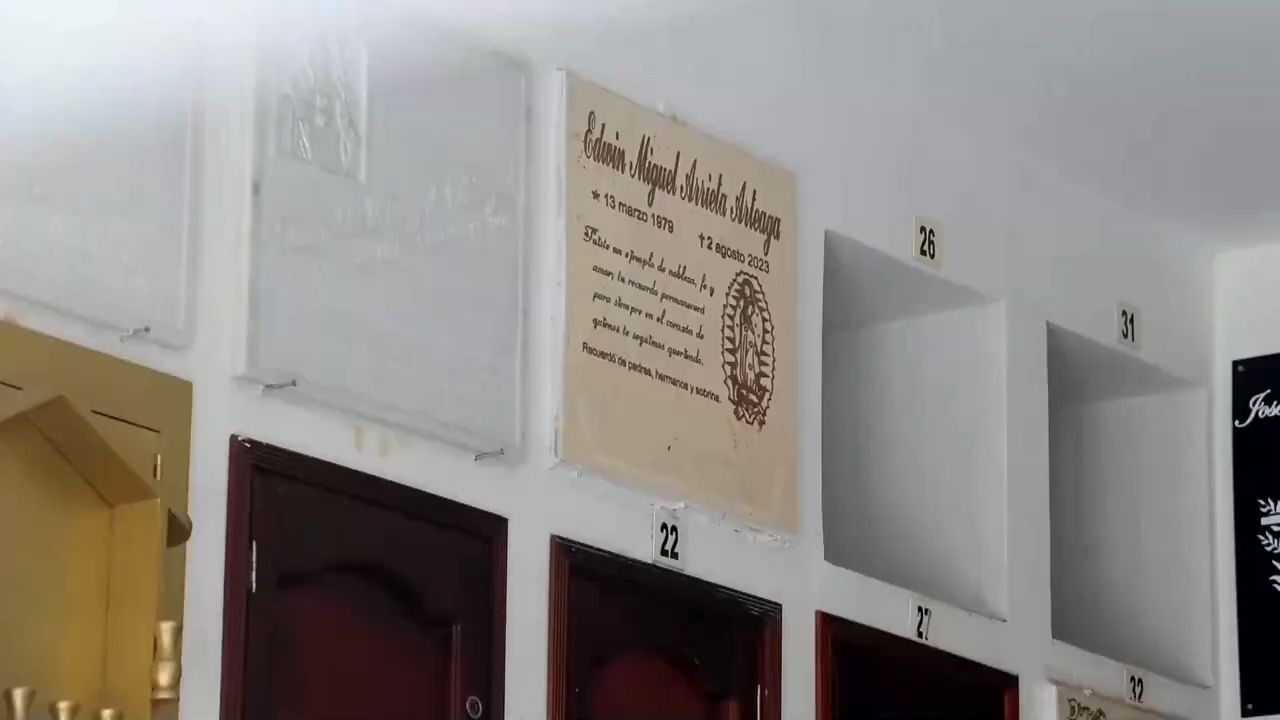 Edwin Miguel Arrieta Arteaga
13 marzo 1979
2 agosto 2023
Fuiste un ejemplo de nobleza, fe y
amor; tu recuerdo permanecerá
para siempre en el corazón de
quienes te seguimos queriendo.
Recuerdo de padres, hermanos y sobrina.
26
31
22
27
32